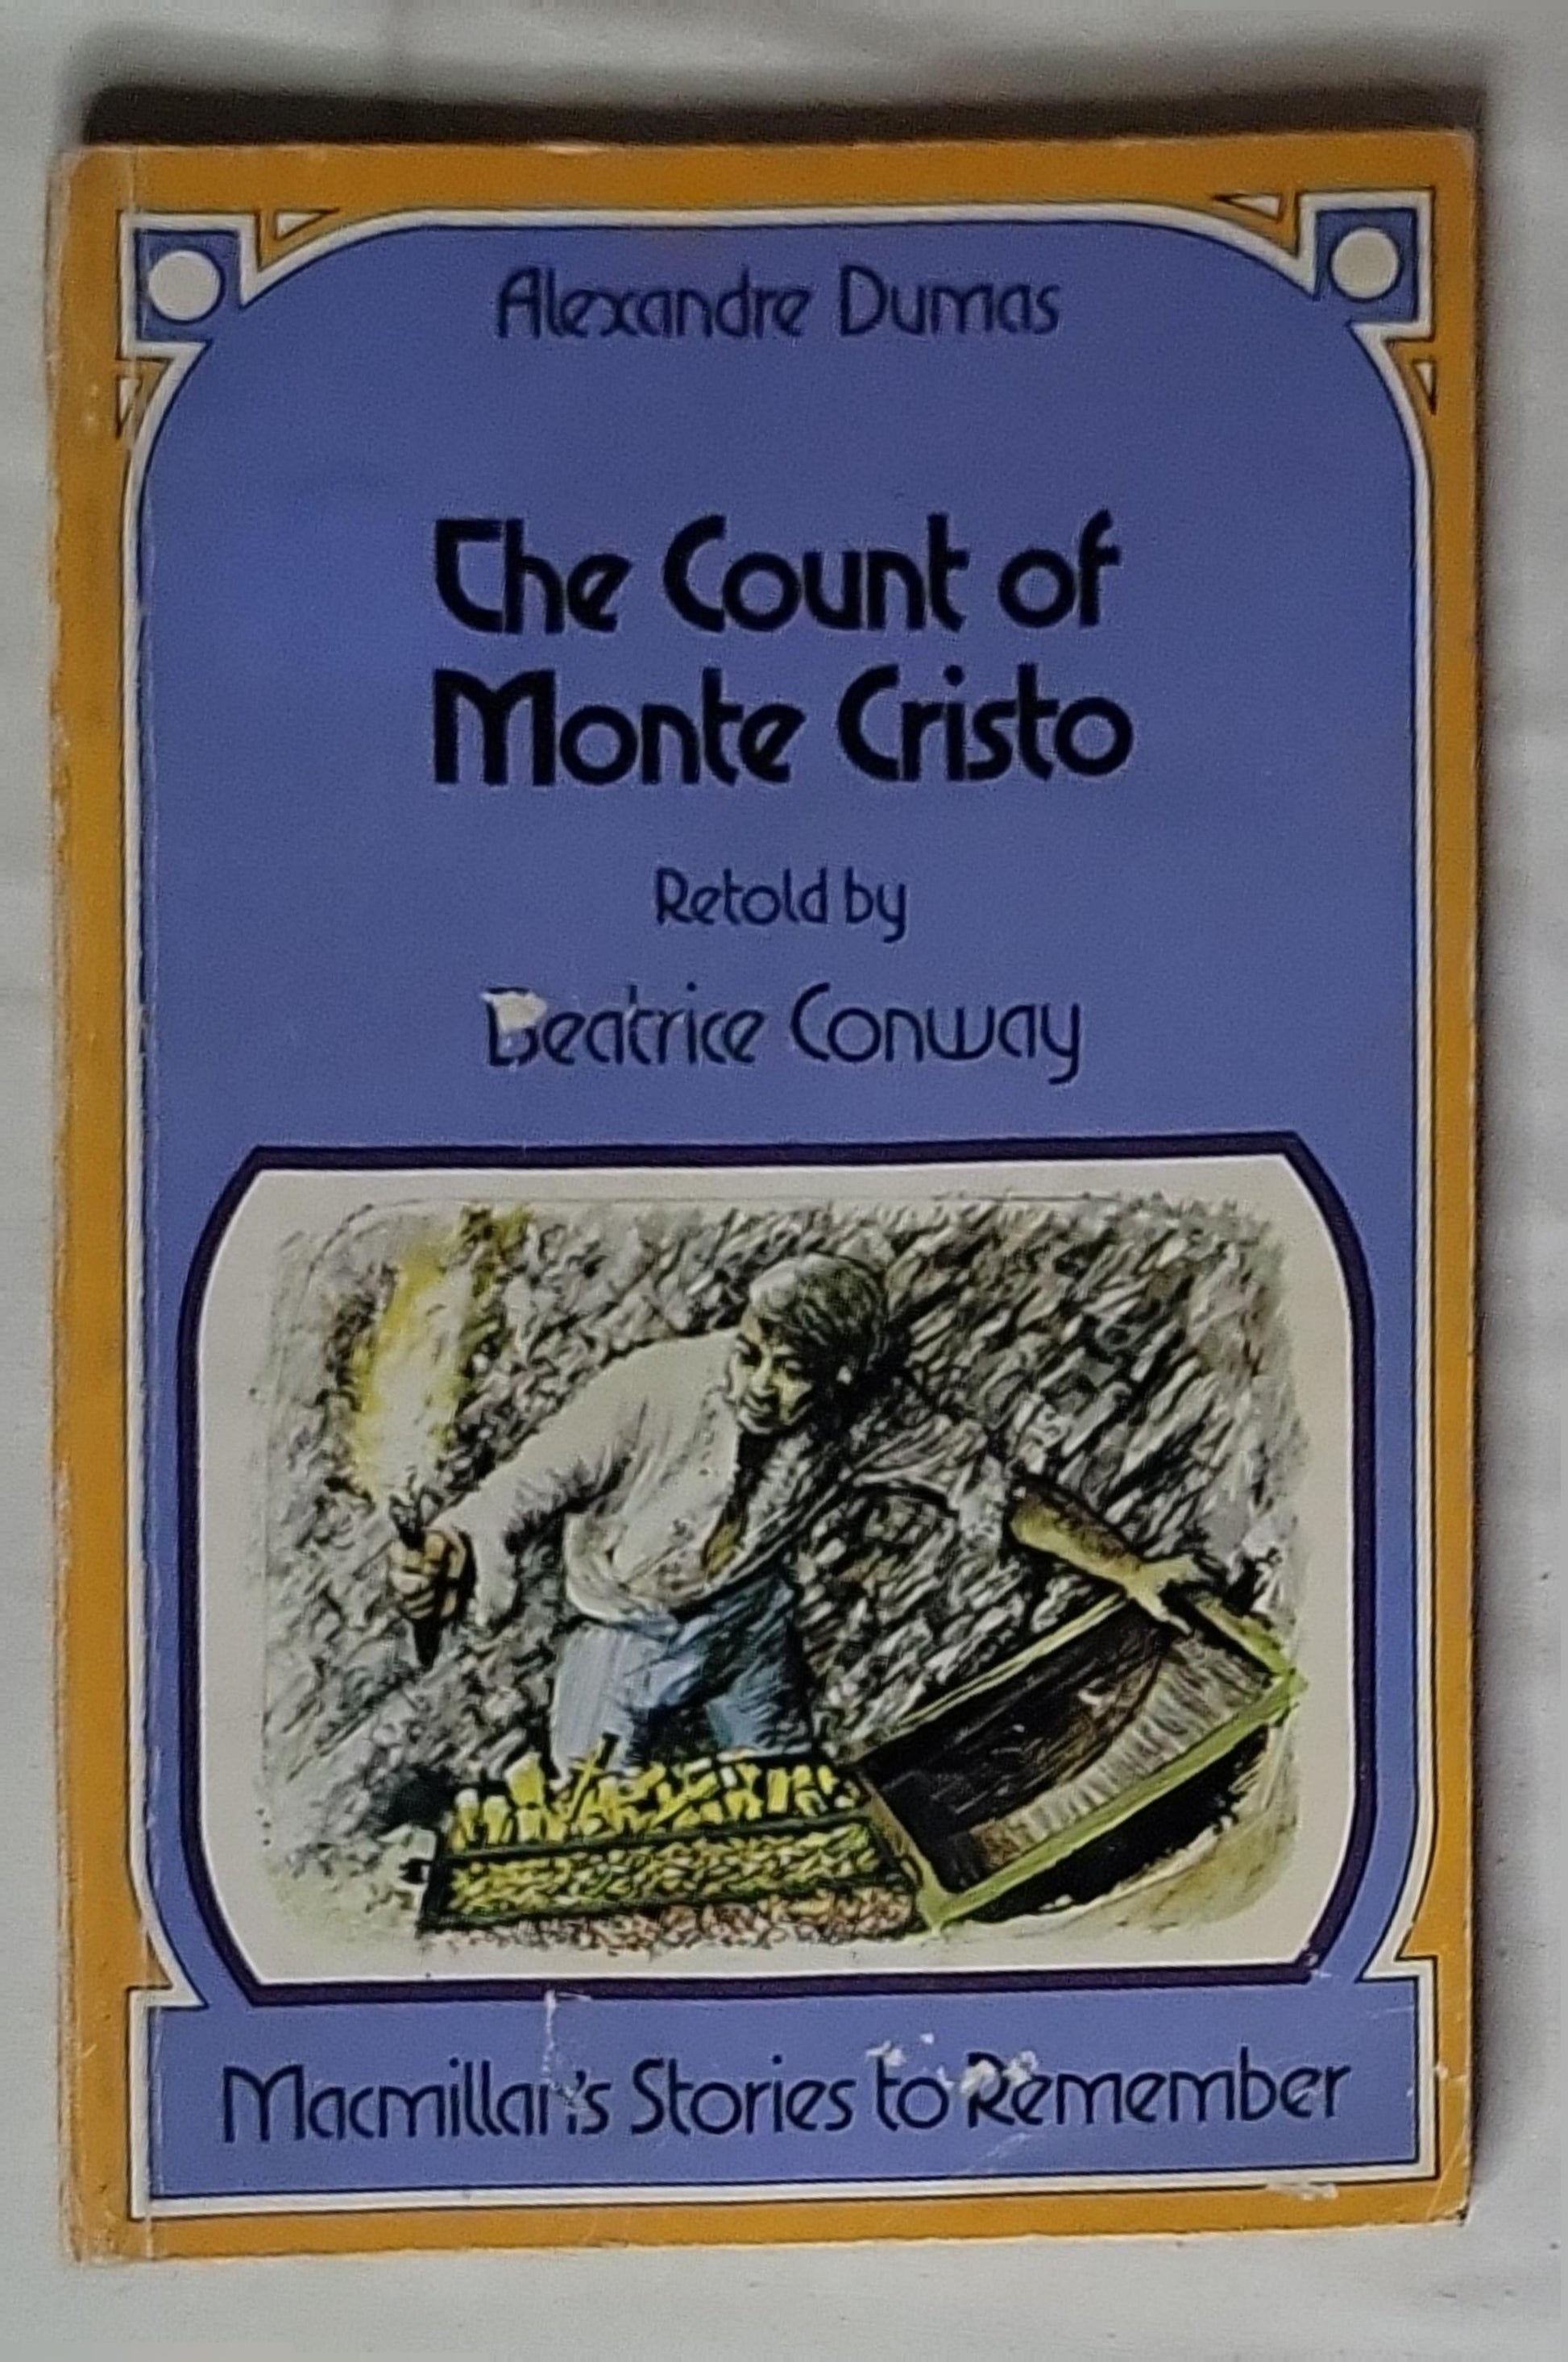 Alexandre Dumas
The Count of
Monte Cristo
Retold by
Beatrice Conway
Macmillan's Stories to Remember